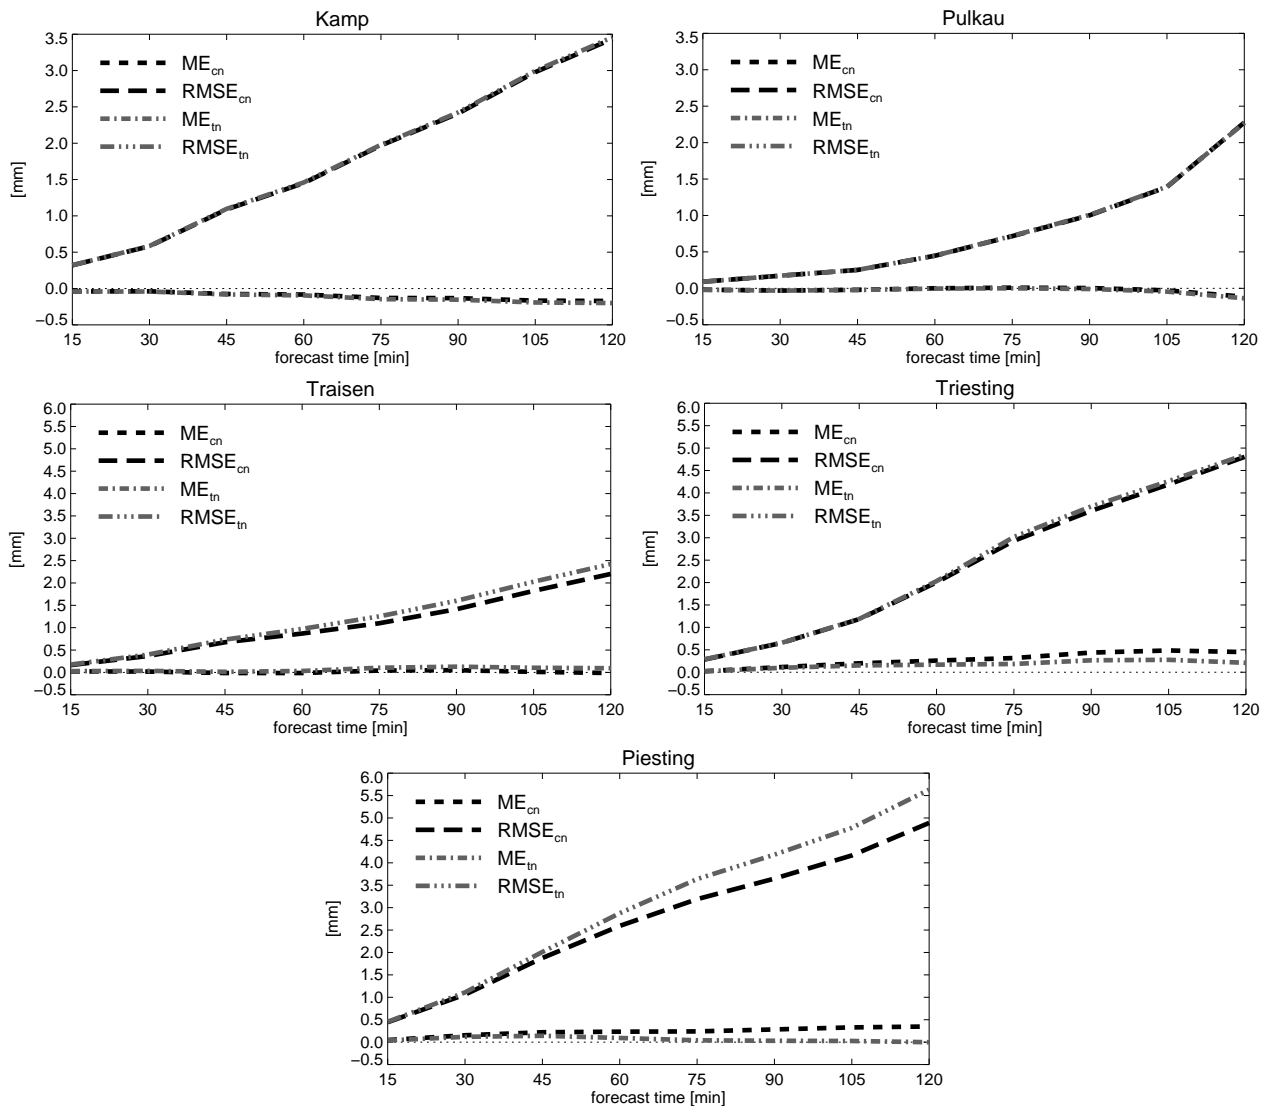 Kamp
3.5
3.0
2.5
2.0
1.5
1.0
0.5
0.0
−0.5
[mm]
ME_cn
RMSE_cn
ME_tn
RMSE_tn
15 30 45 60 75 90 105 120
forecast time [min]
Pulkau
3.5
3.0
2.5
2.0
1.5
1.0
0.5
0.0
−0.5
[mm]
ME_cn
RMSE_cn
ME_tn
RMSE_tn
15 30 45 60 75 90 105 120
forecast time [min]
Traisen
6.0
5.5
5.0
4.5
4.0
3.5
3.0
2.5
2.0
1.5
1.0
0.5
0.0
−0.5
[mm]
ME_cn
RMSE_cn
ME_tn
RMSE_tn
15 30 45 60 75 90 105 120
forecast time [min]
Triesting
6.0
5.5
5.0
4.5
4.0
3.5
3.0
2.5
2.0
1.5
1.0
0.5
0.0
−0.5
[mm]
ME_cn
RMSE_cn
ME_tn
RMSE_tn
15 30 45 60 75 90 105 120
forecast time [min]
Piesting
6.0
5.5
5.0
4.5
4.0
3.5
3.0
2.5
2.0
1.5
1.0
0.5
0.0
−0.5
[mm]
ME_cn
RMSE_cn
ME_tn
RMSE_tn
15 30 45 60 75 90 105 120
forecast time [min]